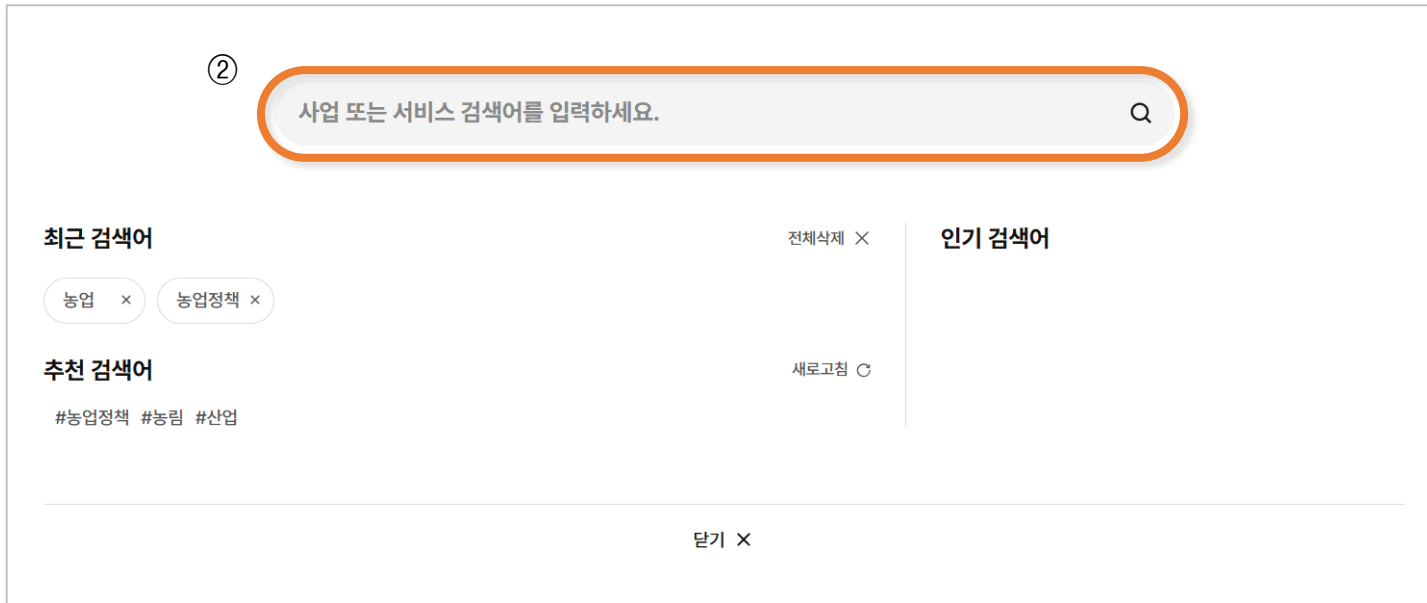 ②
사업 또는 서비스 검색어를 입력하세요.
최근 검색어
전체삭제 ×
농업 × 농업정책 ×
추천 검색어
새로고침
#농업정책 #농림 #산업
인기 검색어
닫기 ×